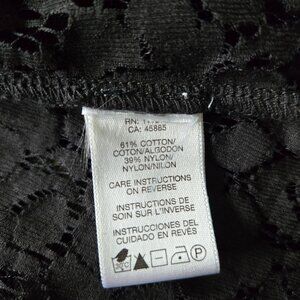 RN:
CA: 45885
61% COTTON/
COTON/ALGODON
39% NYLON/
NYLON/NILON
CARE INSTRUCTIONS
ON REVERSE
INSTRUCTIONS DE
SOIN SUR L'INVERSE
INSTRUCCIONES DEL
CUIDADO EN REVÉS
P